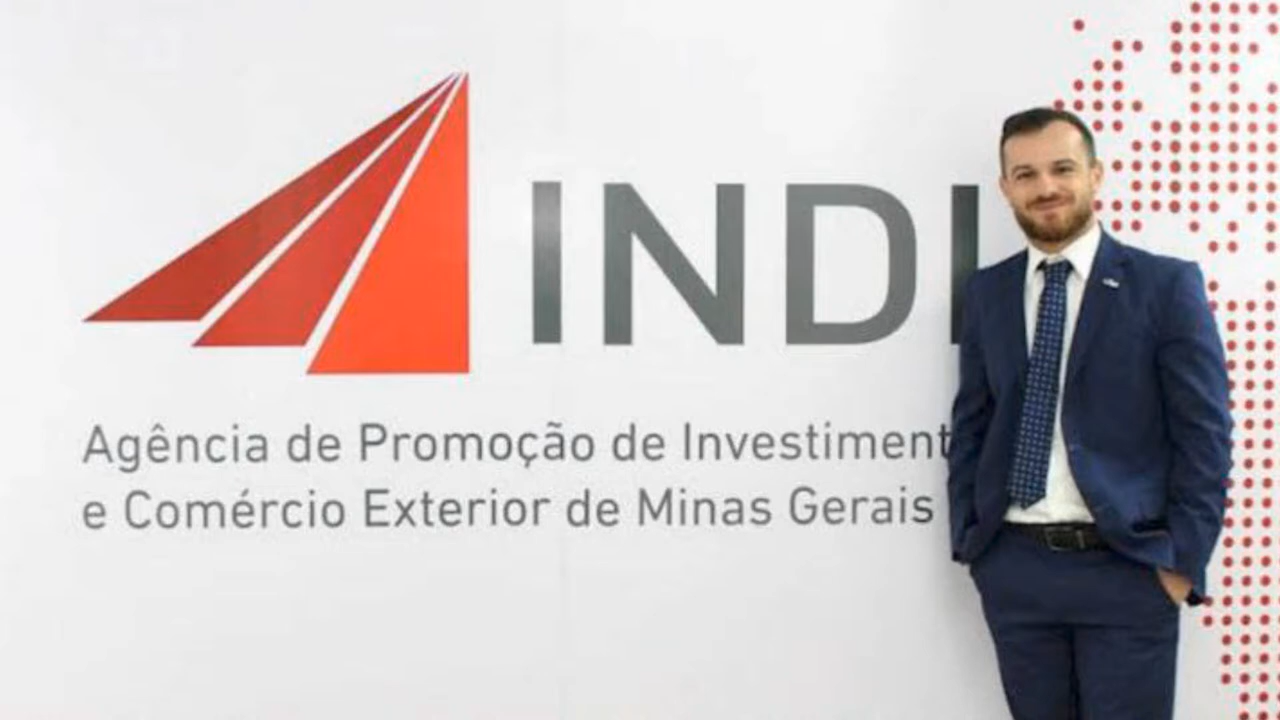 INDI
Agência de Promoção de Investiment
e Comércio Exterior de Minas Gerais